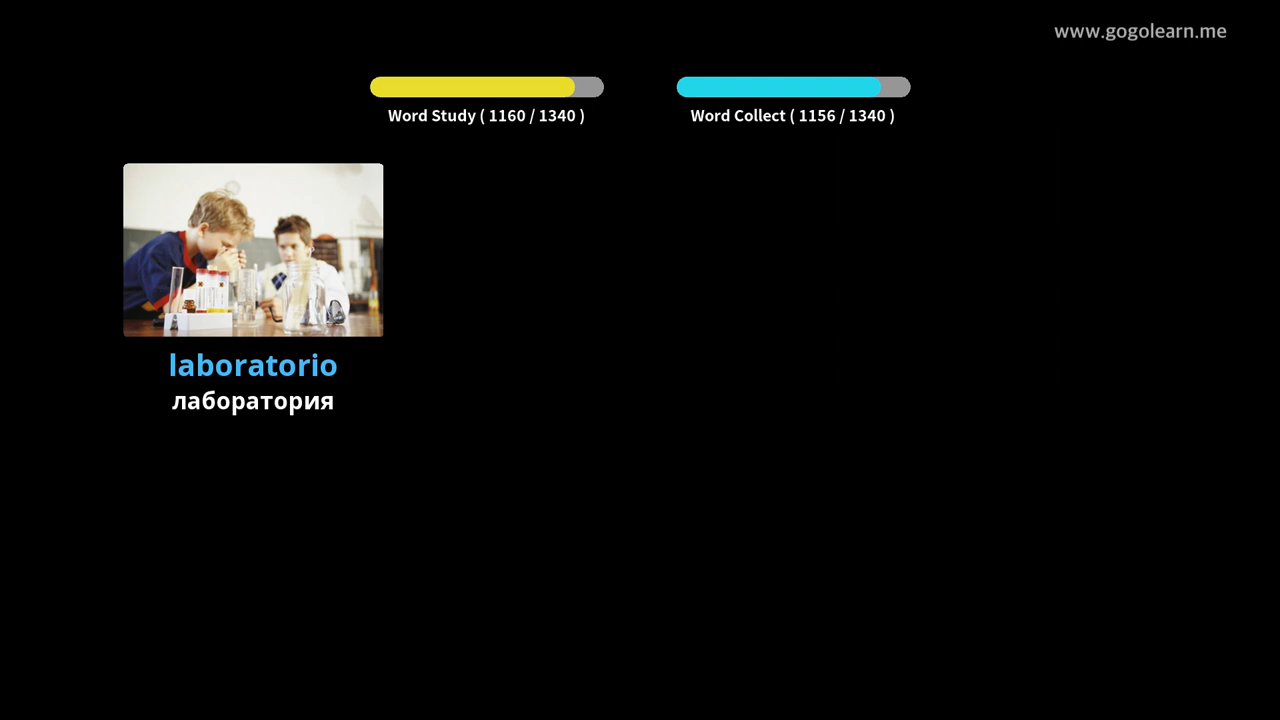 www.gogolearn.me
Word Study ( 1160 / 1340 )
Word Collect ( 1156 / 1340 )
laboratorio
лаборатория